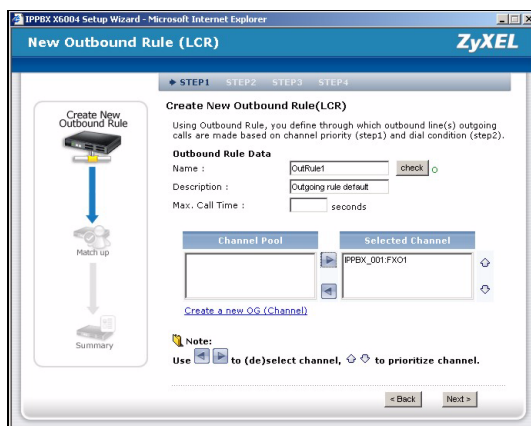 IPPBX X6004 Setup Wizard - Microsoft Internet Explorer
New Outbound Rule (LCR)
ZyXEL
STEP1 STEP2 STEP3 STEP4
Create New
Outbound Rule
Match up
Summary
Create New Outbound Rule(LCR)
Using Outbound Rule, you define through which outbound line(s) outgoing
calls are made based on channel priority (step1) and dial condition (step2).
Outbound Rule Data
Name : OutRule1 check
Description : Outgoing rule default
Max. Call Time : seconds
Channel Pool Selected Channel
IPPBX_001:FXO1
Create a new OG (Channel)
Note:
Use to (de)select channel, to prioritize channel.
< Back Next >